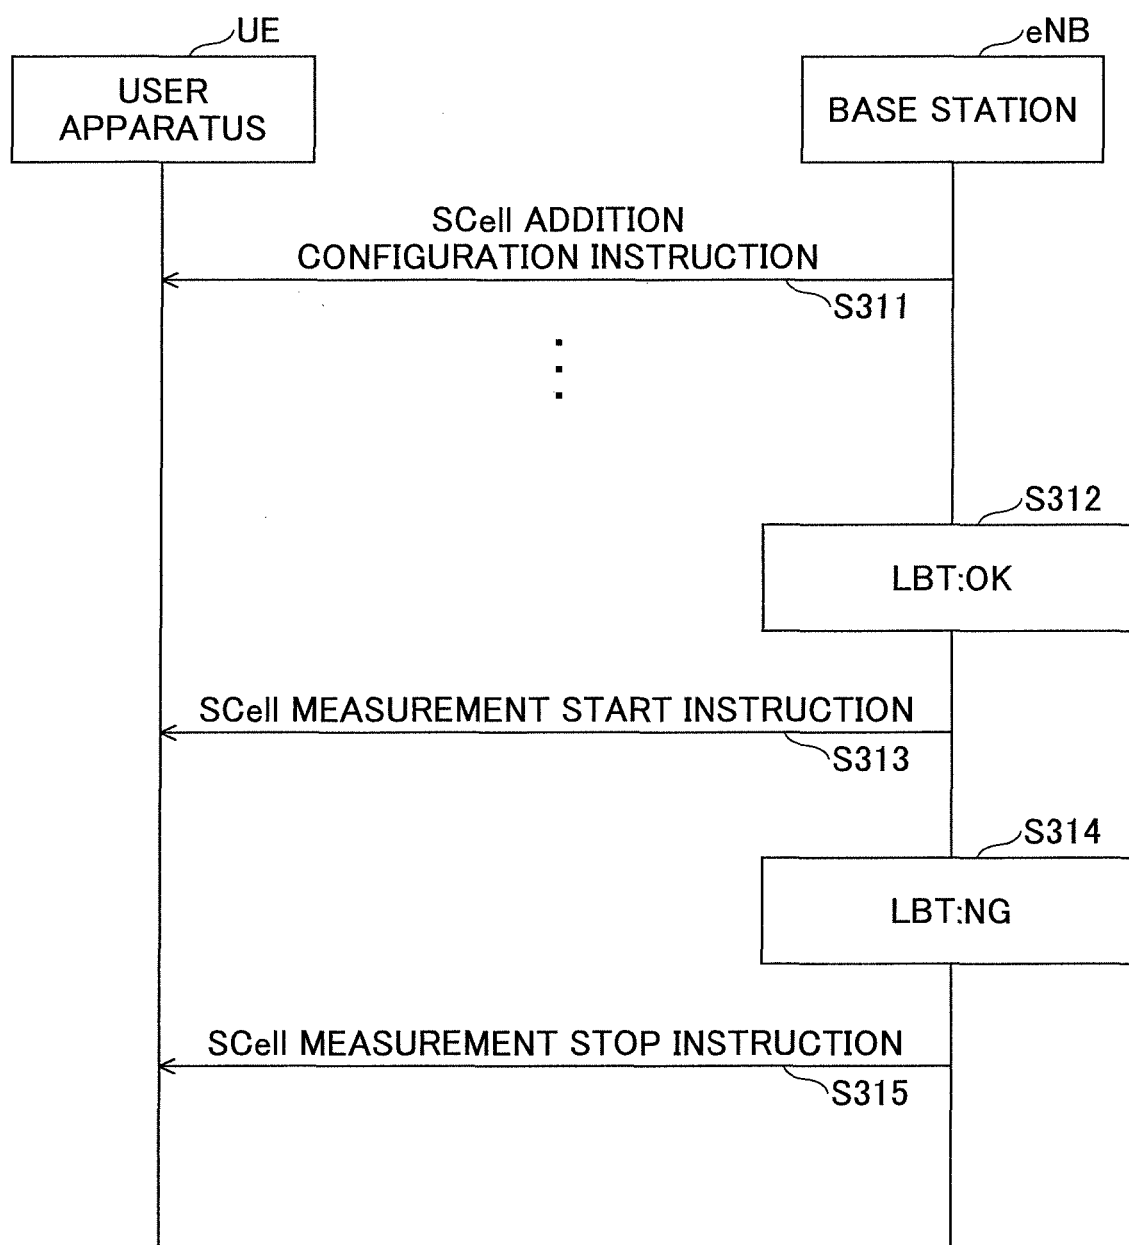 UE
eNB
USER
APPARATUS
BASE STATION
SCell ADDITION
CONFIGURATION INSTRUCTION
S311
S312
LBT:OK
SCell MEASUREMENT START INSTRUCTION
S313
S314
LBT:NG
SCell MEASUREMENT STOP INSTRUCTION
S315